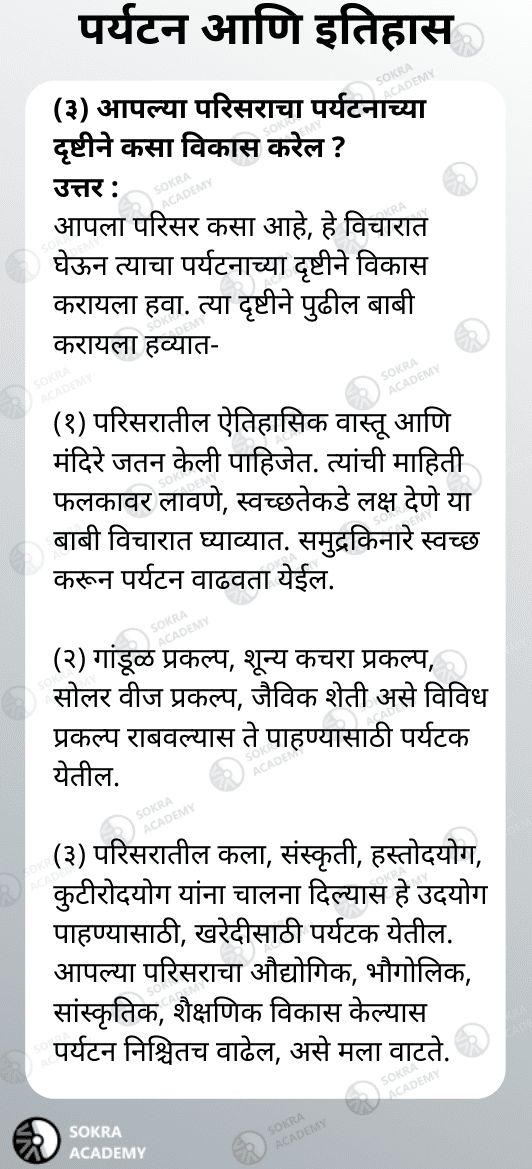 पर्यटन आणि इतिहास
(३) आपल्या परिसराचा पर्यटनाच्या
दृष्टीने कसा विकास करेल ?
उत्तर :
आपला परिसर कसा आहे, हे विचारात
घेऊन त्याचा पर्यटनाच्या दृष्टीने विकास
करायला हवा. त्या दृष्टीने पुढील बाबी
करायला हव्यात-
(१) परिसरातील ऐतिहासिक वास्तू आणि
मंदिरे जतन केली पाहिजेत. त्यांची माहिती
फलकावर लावणे, स्वच्छतेकडे लक्ष देणे या
बाबी विचारात घ्याव्यात. समुद्रकिनारे स्वच्छ
करून पर्यटन वाढवता येईल.
(२) गांडूळ प्रकल्प, शून्य कचरा प्रकल्प,
सोलर वीज प्रकल्प, जैविक शेती असे विविध
प्रकल्प राबवल्यास ते पाहण्यासाठी पर्यटक
येतील.
(३) परिसरातील कला, संस्कृती, हस्तोदयोग,
कुटीरोदयोग यांना चालना दिल्यास हे उदयोग
पाहण्यासाठी, खरेदीसाठी पर्यटक येतील.
आपल्या परिसराचा औद्योगिक, भौगोलिक,
सांस्कृतिक, शैक्षणिक विकास केल्यास
पर्यटन निश्चितच वाढेल, असे मला वाटते.
SOKRA
ACADEMY